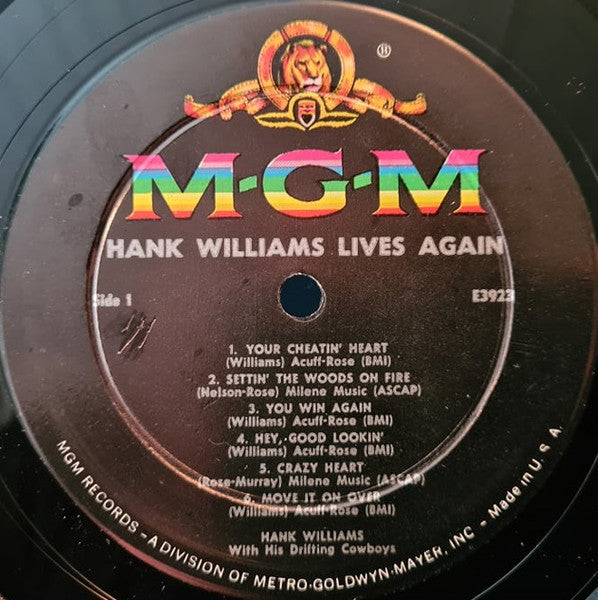 ®
M-G-M
HANK WILLIAMS LIVES AGAIN
Side 1
E3923
1. YOUR CHEATIN' HEART
(Williams) Acuff-Rose (BMI)
2. SETTIN' THE WOODS ON FIRE
(Nelson-Rose) Milene Music (ASCAP)
3. YOU WIN AGAIN
(Williams) Acuff-Rose (BMI)
4. HEY, GOOD LOOKIN'
(Williams) Acuff-Rose (BMI)
5. CRAZY HEART
(Rose-Murray) Milene Music (ASCAP)
6. MOVE IT ON OVER
(Williams) Acuff-Rose (BMI)
HANK WILLIAMS
With His Drifting Cowboys
MGM RECORDS – A DIVISION OF METRO-GOLDWYN-MAYER, INC – Made in U. S. A.